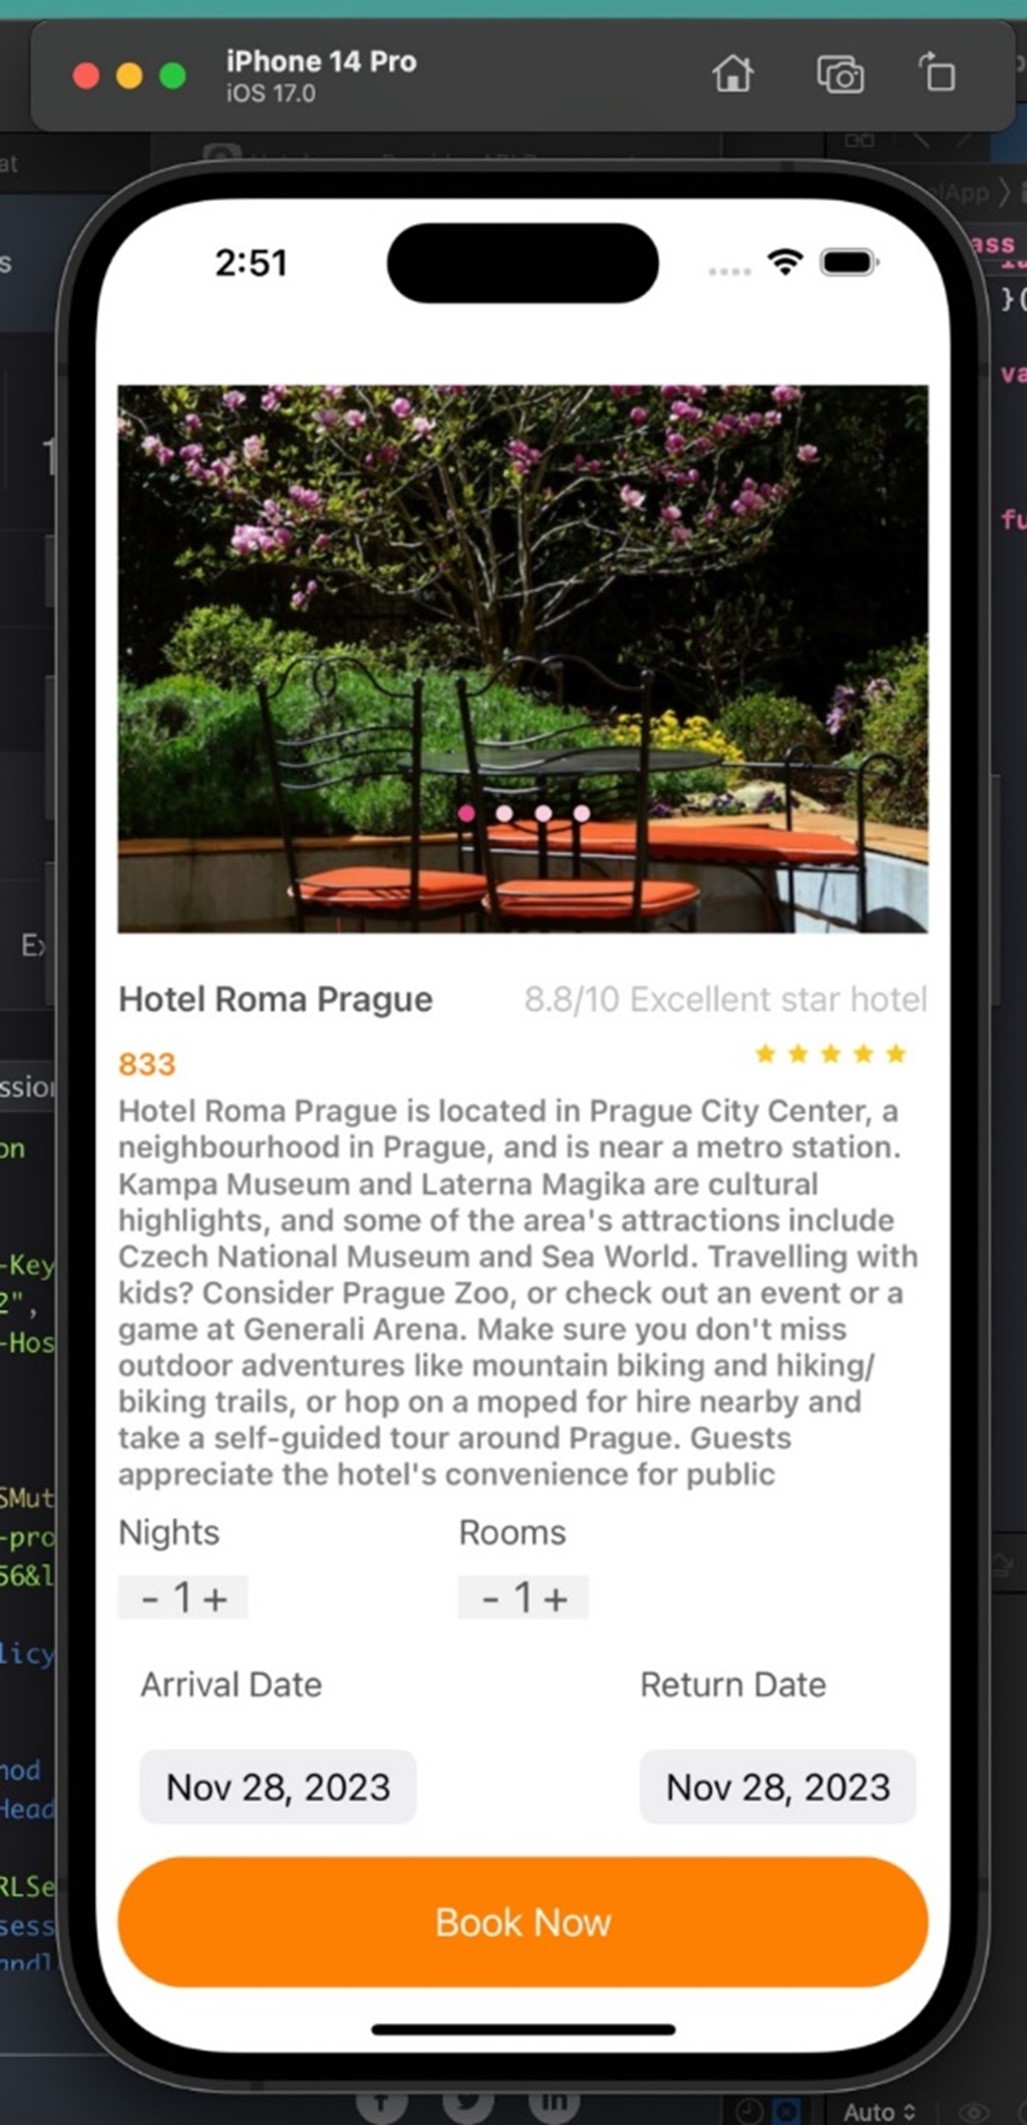 iPhone 14 Pro
iOS 17.0
2:51
Hotel Roma Prague
8.8/10 Excellent star hotel
833
Hotel Roma Prague is located in Prague City Center, a
neighbourhood in Prague, and is near a metro station.
Kampa Museum and Laterna Magika are cultural
highlights, and some of the area's attractions include
Czech National Museum and Sea World. Travelling with
kids? Consider Prague Zoo, or check out an event or a
game at Generali Arena. Make sure you don't miss
outdoor adventures like mountain biking and hiking/
biking trails, or hop on a moped for hire nearby and
take a self-guided tour around Prague. Guests
appreciate the hotel's convenience for public
Nights
Rooms
- 1 +
- 1 +
Arrival Date
Return Date
Nov 28, 2023
Nov 28, 2023
Book Now
Auto